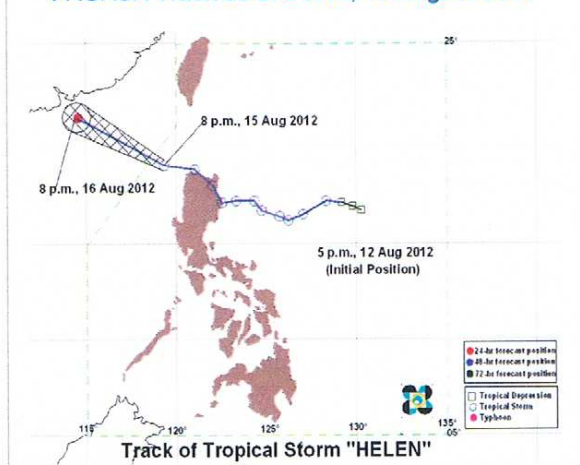 25°
8 p.m., 15 Aug 2012
8 p.m., 16 Aug 2012
5 p.m., 12 Aug 2012
(Initial Position)
24-hr forecast position
48-hr forecast position
72-hr forecast position
Tropical Depression
Tropical Storm
Typhoon
120°
125°
130°
135°
05°
Track of Tropical Storm "HELEN"